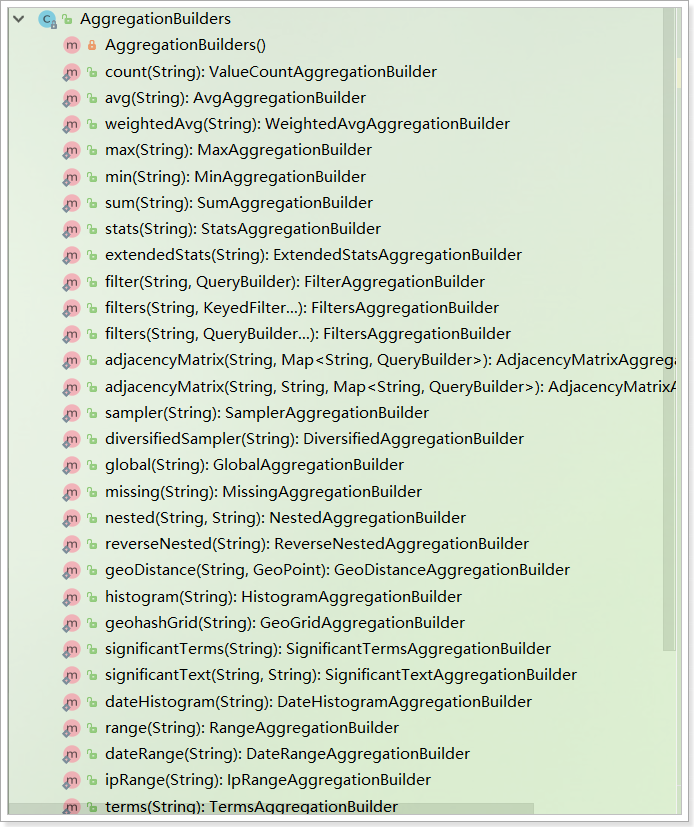 AggregationBuilders
AggregationBuilders()
count(String): ValueCountAggregationBuilder
avg(String): AvgAggregationBuilder
weightedAvg(String): WeightedAvgAggregationBuilder
max(String): MaxAggregationBuilder
min(String): MinAggregationBuilder
sum(String): SumAggregationBuilder
stats(String): StatsAggregationBuilder
extendedStats(String): ExtendedStatsAggregationBuilder
filter(String, QueryBuilder): FilterAggregationBuilder
filters(String, KeyedFilter...): FiltersAggregationBuilder
filters(String, QueryBuilder...): FiltersAggregationBuilder
adjacencyMatrix(String, Map<String, QueryBuilder>): AdjacencyMatrixAggrega
adjacencyMatrix(String, String, Map<String, QueryBuilder>): AdjacencyMatrixA
sampler(String): SamplerAggregationBuilder
diversifiedSampler(String): DiversifiedAggregationBuilder
global(String): GlobalAggregationBuilder
missing(String): MissingAggregationBuilder
nested(String, String): NestedAggregationBuilder
reverseNested(String): ReverseNestedAggregationBuilder
geoDistance(String, GeoPoint): GeoDistanceAggregationBuilder
histogram(String): HistogramAggregationBuilder
geohashGrid(String): GeoGridAggregationBuilder
significantTerms(String): SignificantTermsAggregationBuilder
significantText(String, String): SignificantTextAggregationBuilder
dateHistogram(String): DateHistogramAggregationBuilder
range(String): RangeAggregationBuilder
dateRange(String): DateRangeAggregationBuilder
ipRange(String): IpRangeAggregationBuilder
terms(String): TermsAggregationBuilder